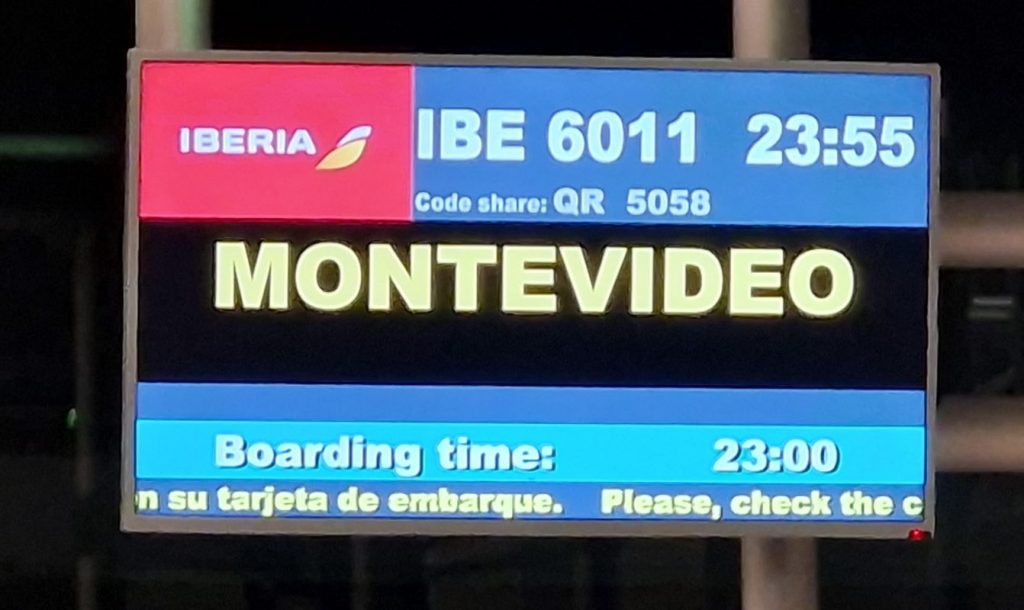 IBERIA IBE 6011 23:55
Code share: QR 5058
MONTEVIDEO
Boarding time: 23:00
n su tarjeta de embarque. Please, check the c